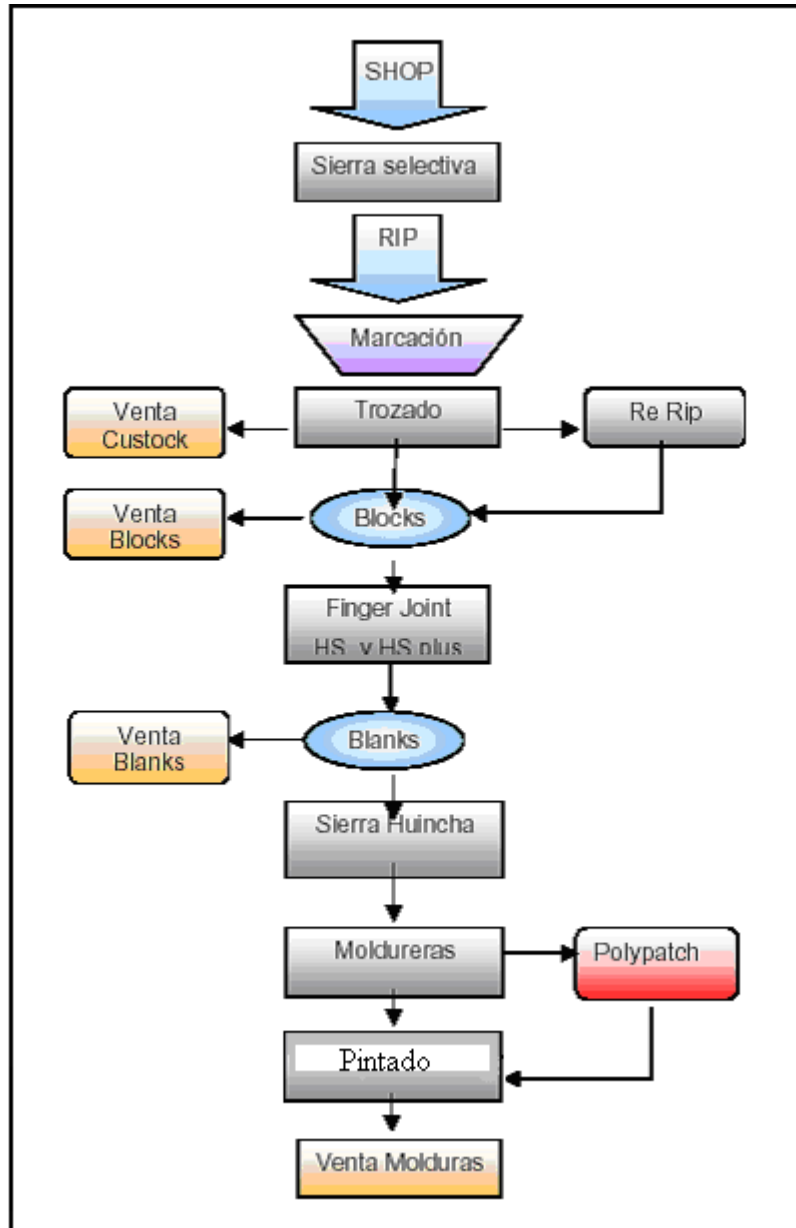 SHOP
Sierra selectiva
RIP
Marcación
Venta
Custock
Trozado
Re Rip
Venta
Blocks
Blocks
Finger Joint
HS y HS plus
Venta
Blanks
Blanks
Sierra Huincha
Moldureras
Polypatch
Pintado
Venta Molduras